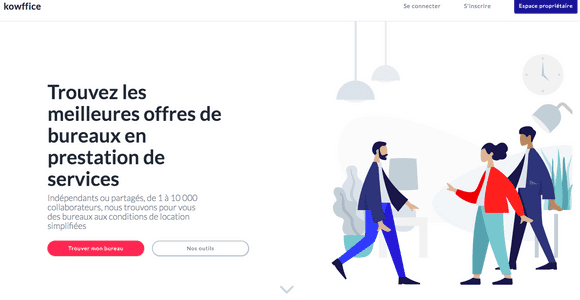 kowffice
Se connecter
S'inscrire
Espace propriétaire
Trouvez les
meilleures offres de
bureaux en
prestation de
services
Indépendants ou partagés, de 1 à 10 000
collaborateurs, nous trouvons pour vous
des bureaux aux conditions de location
simplifiées
Trouver mon bureau
Nos outils